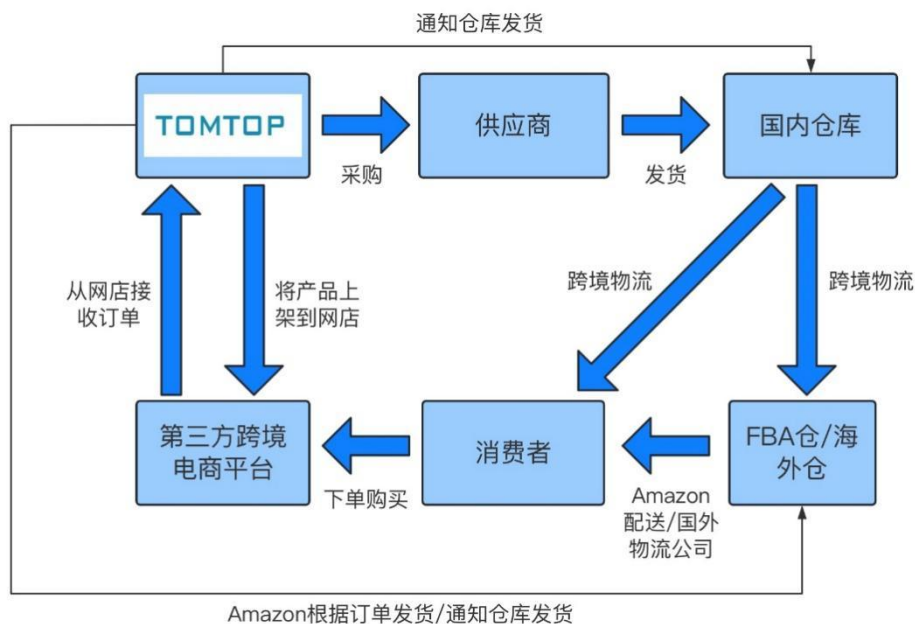 通知仓库发货
TOMTOP
供应商
国内仓库
采购
发货
从网店接
收订单
将产品上
架到网店
跨境物流
跨境物流
第三方跨境
电商平台
消费者
FBA仓/海
外仓
下单购买
Amazon
配送/国外
物流公司
Amazon根据订单发货/通知仓库发货